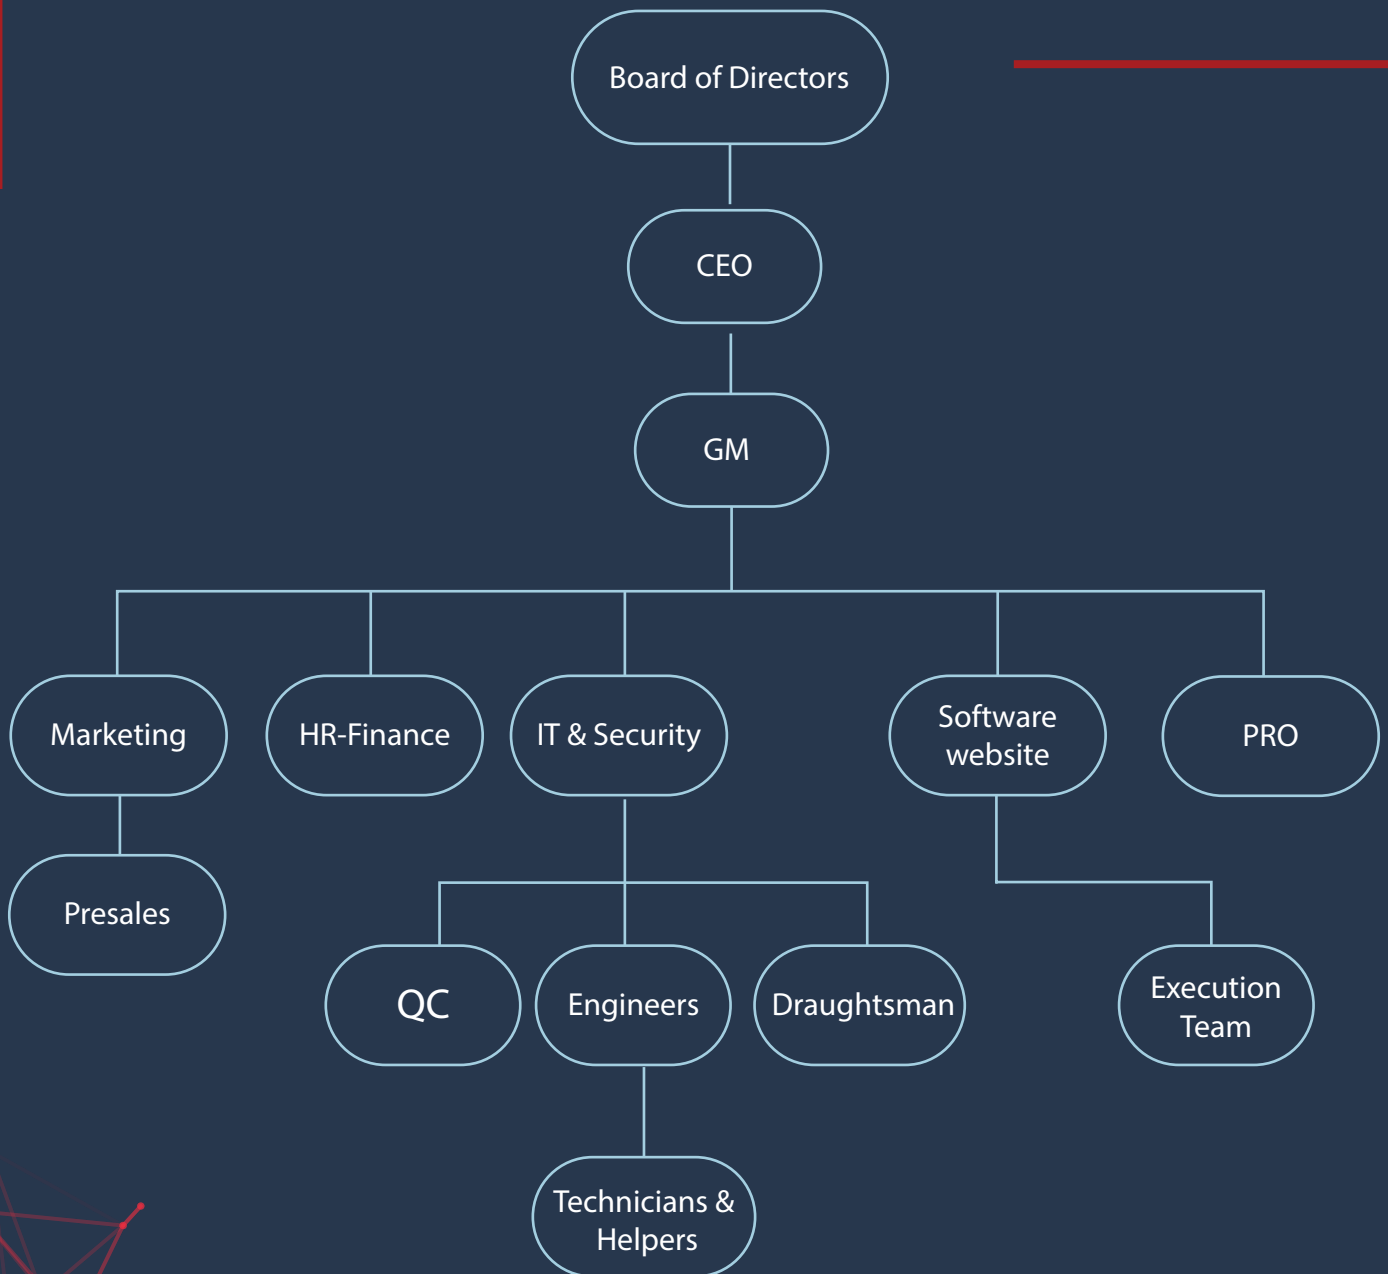 Board of Directors
CEO
GM
Marketing
HR-Finance
IT & Security
Software
website
PRO
Presales
QC
Engineers
Draughtsman
Execution
Team
Technicians &
Helpers